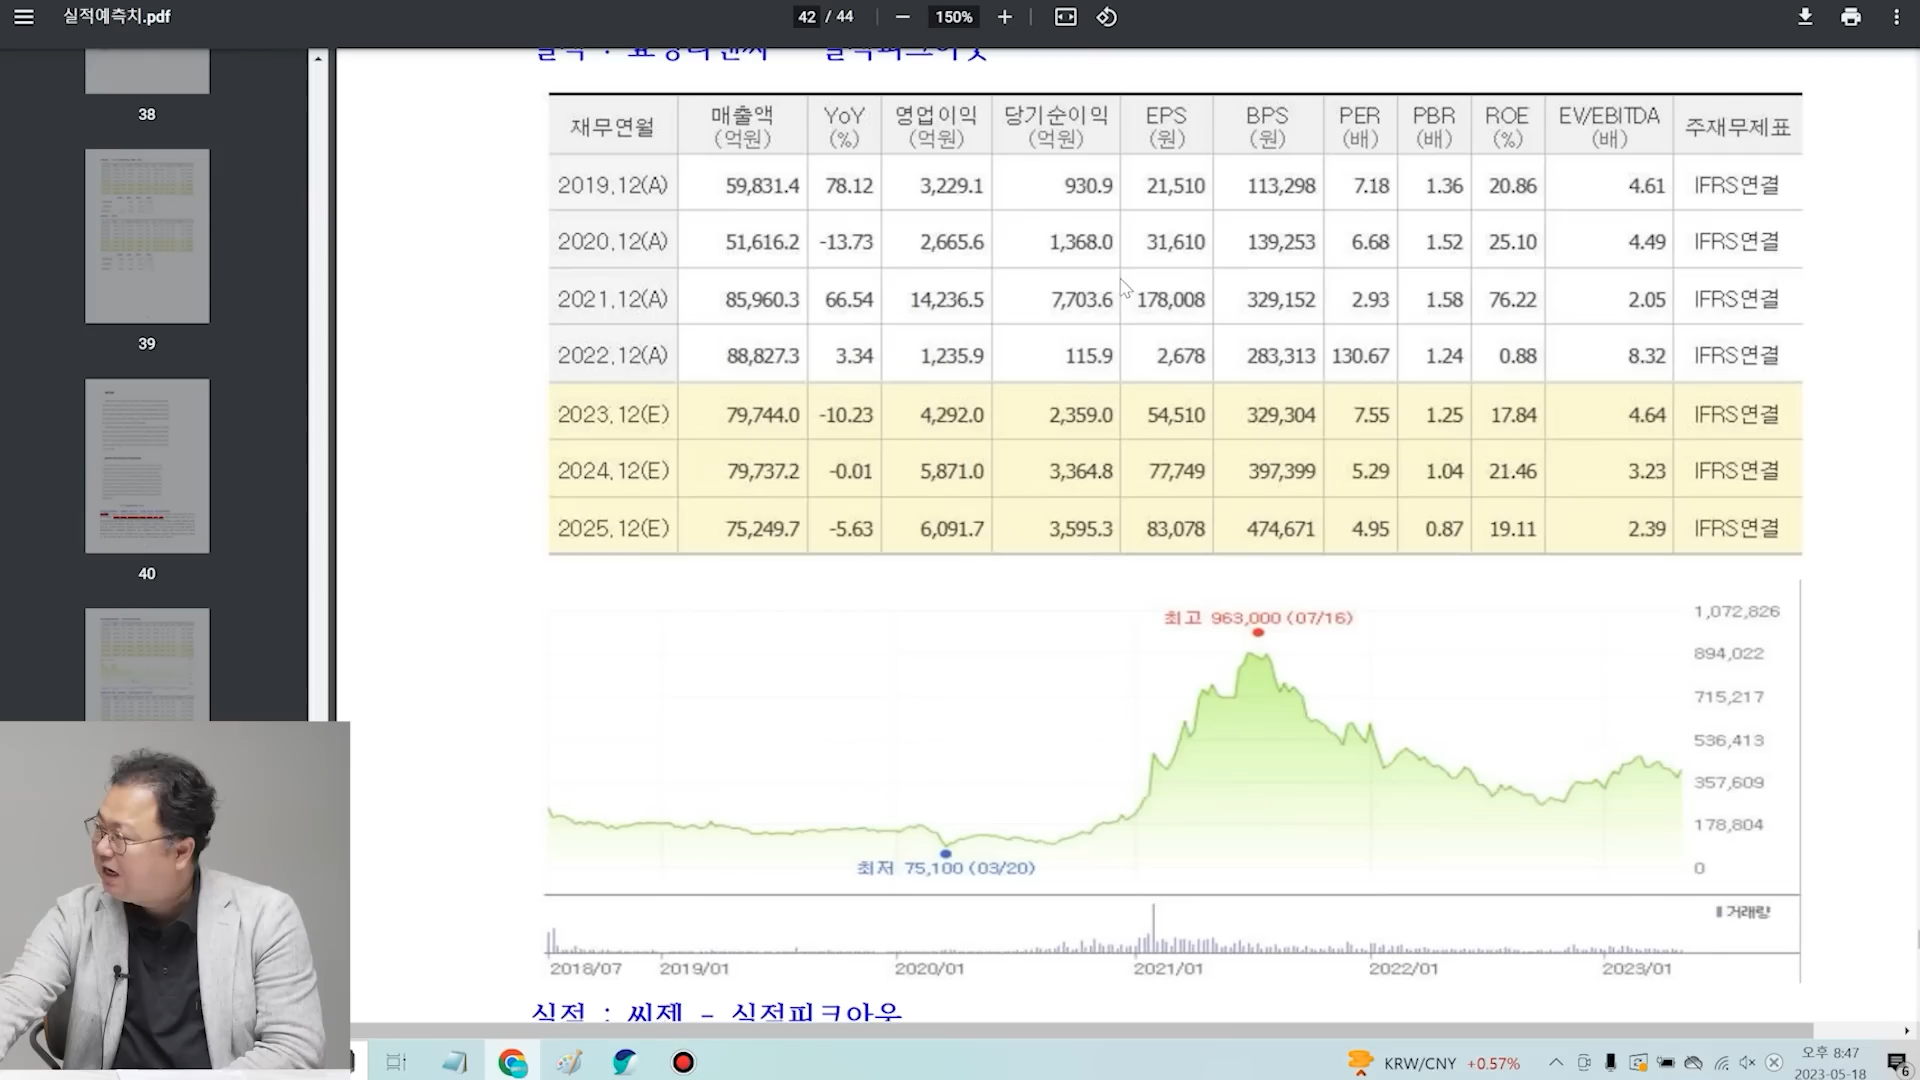 실적예측치.pdf
42 / 44
150%
재무연월 매출액 (억원) YoY (%) 영업이익 (억원) 당기순이익 (억원) EPS (원) BPS (원) PER (배) PBR (배) ROE (%) EV/EBITDA (배) 주재무제표
2019.12(A) 59,831.4 78.12 3,229.1 930.9 21,510 113,298 7.18 1.36 20.86 4.61 IFRS연결
2020.12(A) 51,616.2 -13.73 2,665.6 1,368.0 31,610 139,253 6.68 1.52 25.10 4.49 IFRS연결
2021.12(A) 85,960.3 66.54 14,236.5 7,703.6 178,008 329,152 2.93 1.58 76.22 2.05 IFRS연결
2022.12(A) 88,827.3 3.34 1,235.9 115.9 2,678 283,313 130.67 1.24 0.88 8.32 IFRS연결
2023.12(E) 79,744.0 -10.23 4,292.0 2,359.0 54,510 329,304 7.55 1.25 17.84 4.64 IFRS연결
2024.12(E) 79,737.2 -0.01 5,871.0 3,364.8 77,749 397,399 5.29 1.04 21.46 3.23 IFRS연결
2025.12(E) 75,249.7 -5.63 6,091.7 3,595.3 83,078 474,671 4.95 0.87 19.11 2.39 IFRS연결
38
39
40
최고 963,000 (07/16)
최저 75,100 (03/20)
1,072,826
894,022
715,217
536,413
357,609
178,804
0
거래량
2018/07 2019/01 2020/01 2021/01 2022/01 2023/01
실적 : 씨젠 - 실적피크아웃
KRW/CNY +0.57%
오후 8:47
2023-05-18
6